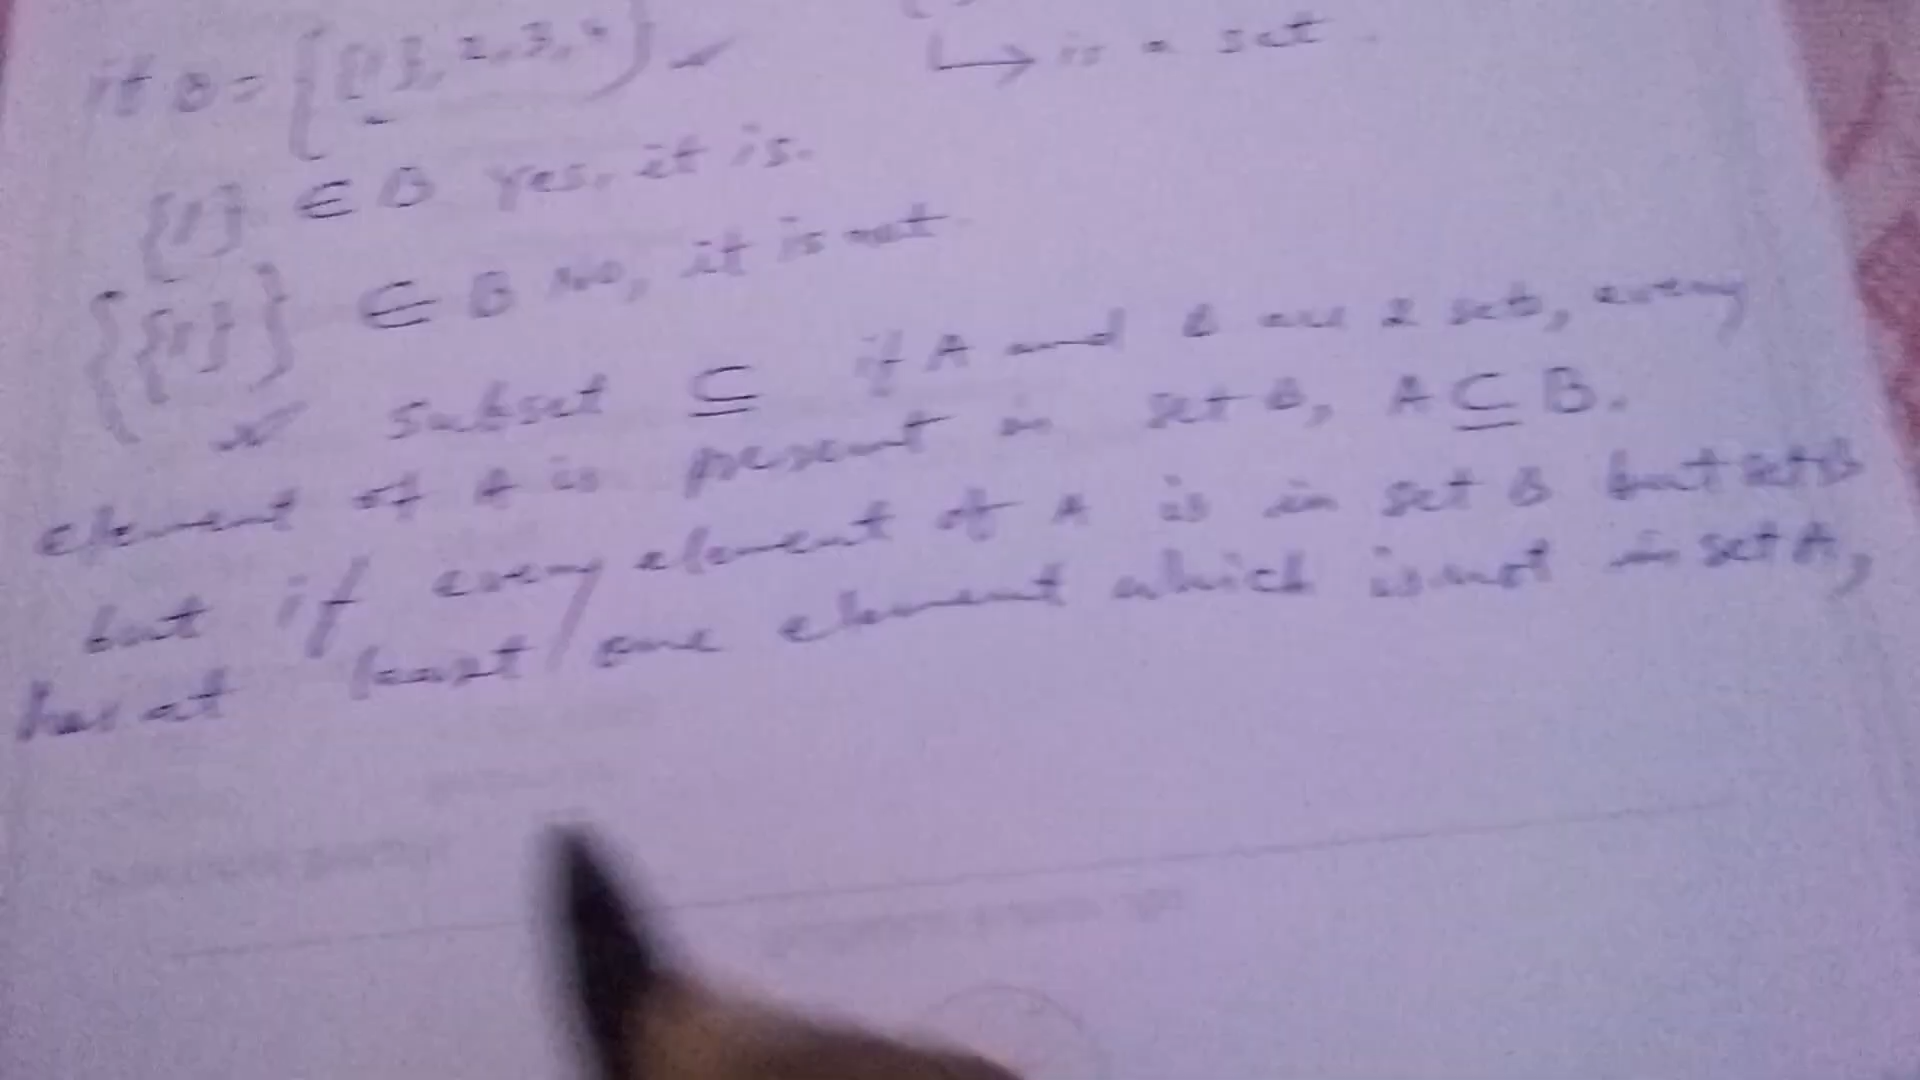 if B = {{1}, 2, 3, 4}
↳ is a set.
{1} ∈ B Yes, it is.
{{1}} ∈ B No, it is not.
Subset ⊆ if A and B are 2 sets, every
element of A is present in set B, A ⊆ B.
but if every element of A is in set B but set B
has at least one element which is not in set A,